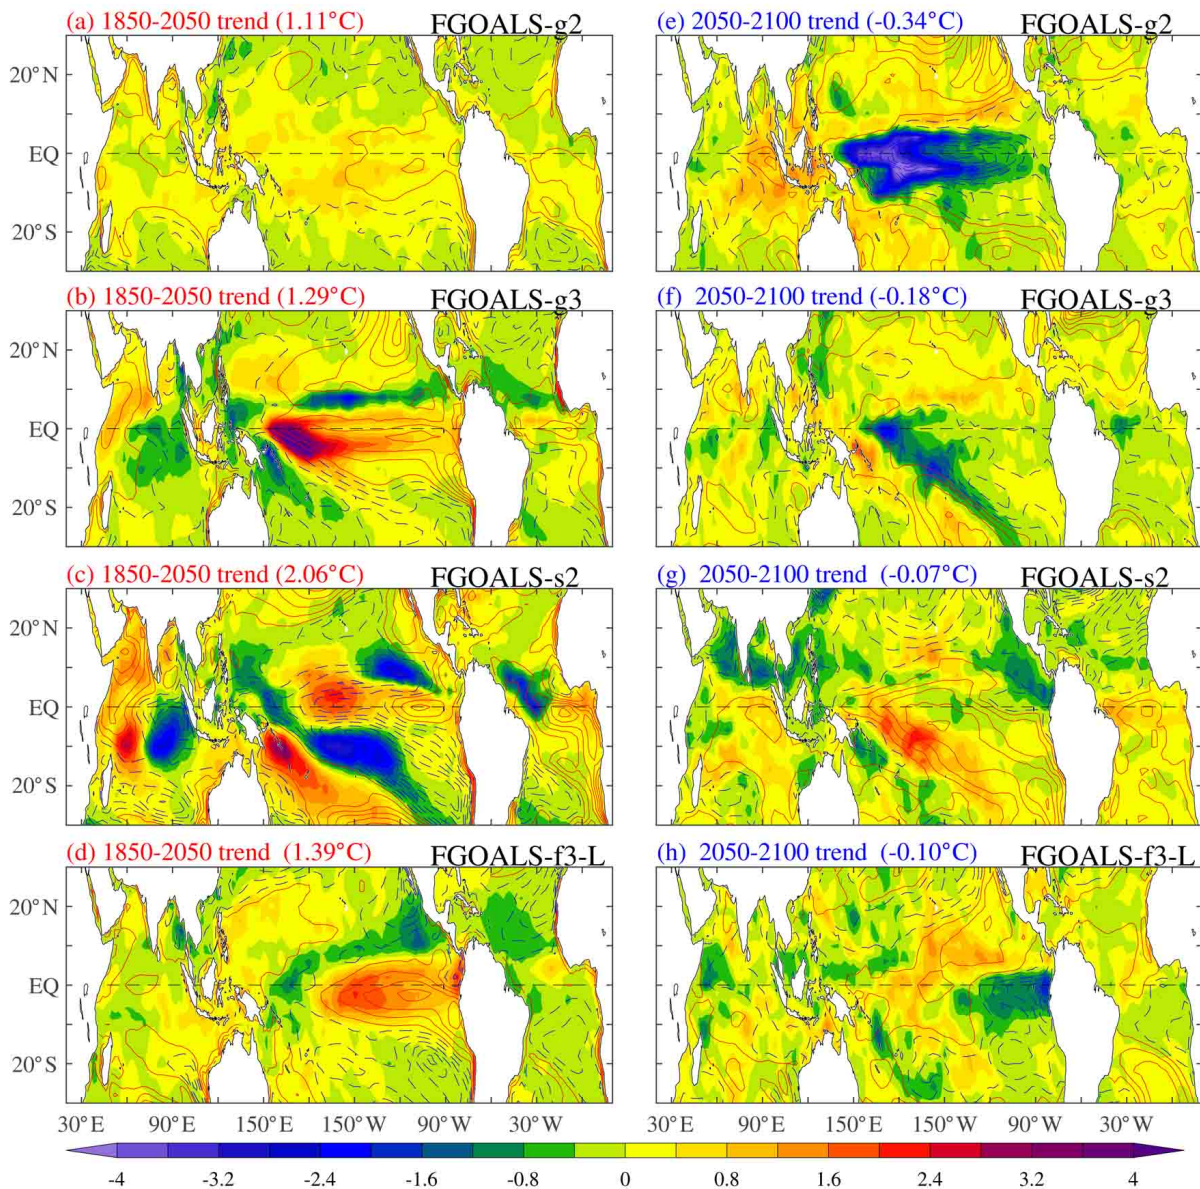 (a) 1850-2050 trend (1.11°C) FGOALS-g2
(e) 2050-2100 trend (-0.34°C) FGOALS-g2
20°N
EQ
20°S
(b) 1850-2050 trend (1.29°C) FGOALS-g3
(f) 2050-2100 trend (-0.18°C) FGOALS-g3
20°N
EQ
20°S
(c) 1850-2050 trend (2.06°C) FGOALS-s2
(g) 2050-2100 trend (-0.07°C) FGOALS-s2
20°N
EQ
20°S
(d) 1850-2050 trend (1.39°C) FGOALS-f3-L
(h) 2050-2100 trend (-0.10°C) FGOALS-f3-L
20°N
EQ
20°S
30°E 90°E 150°E 150°W 90°W 30°W 30°E 90°E 150°E 150°W 90°W 30°W
-4 -3.2 -2.4 -1.6 -0.8 0 0.8 1.6 2.4 3.2 4